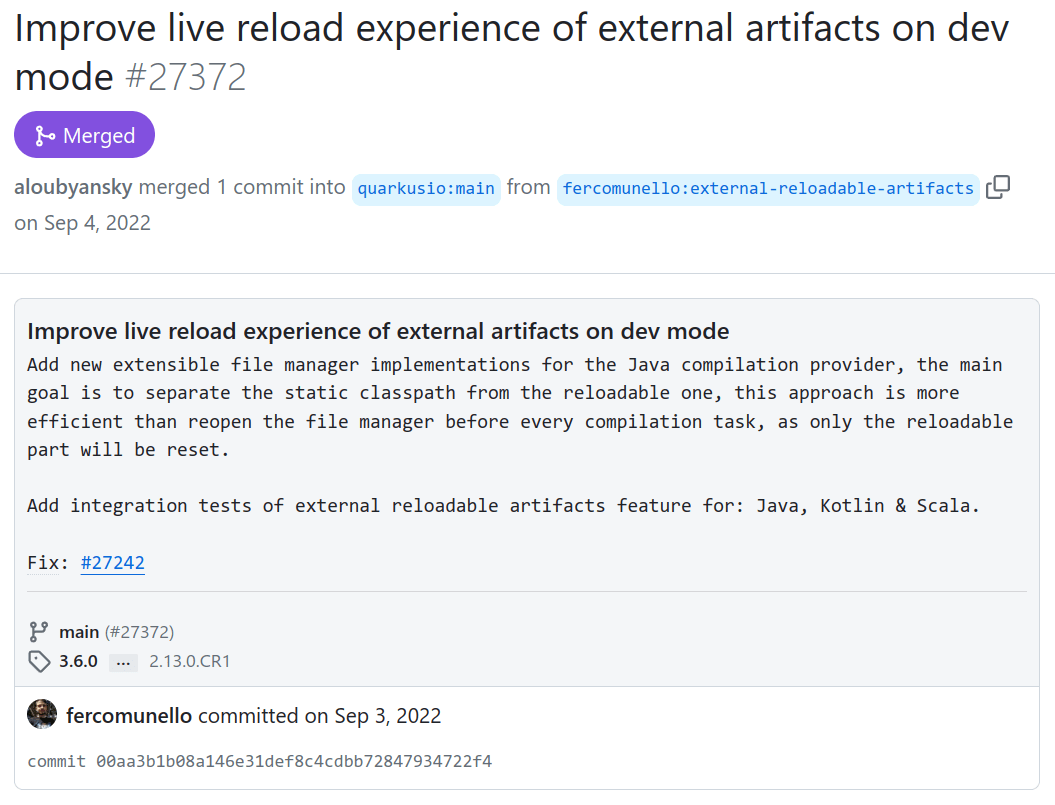 Improve live reload experience of external artifacts on dev
mode #27372
Merged
aloubyansky merged 1 commit into quarkusio:main from fercomunello:external-reloadable-artifacts
on Sep 4, 2022
Improve live reload experience of external artifacts on dev mode
Add new extensible file manager implementations for the Java compilation provider, the main
goal is to separate the static classpath from the reloadable one, this approach is more
efficient than reopen the file manager before every compilation task, as only the reloadable
part will be reset.
Add integration tests of external reloadable artifacts feature for: Java, Kotlin & Scala.
Fix: #27242
main (#27372)
3.6.0 ... 2.13.0.CR1
fercomunello committed on Sep 3, 2022
commit 00aa3b1b08a146e31def8c4cdbb72847934722f4